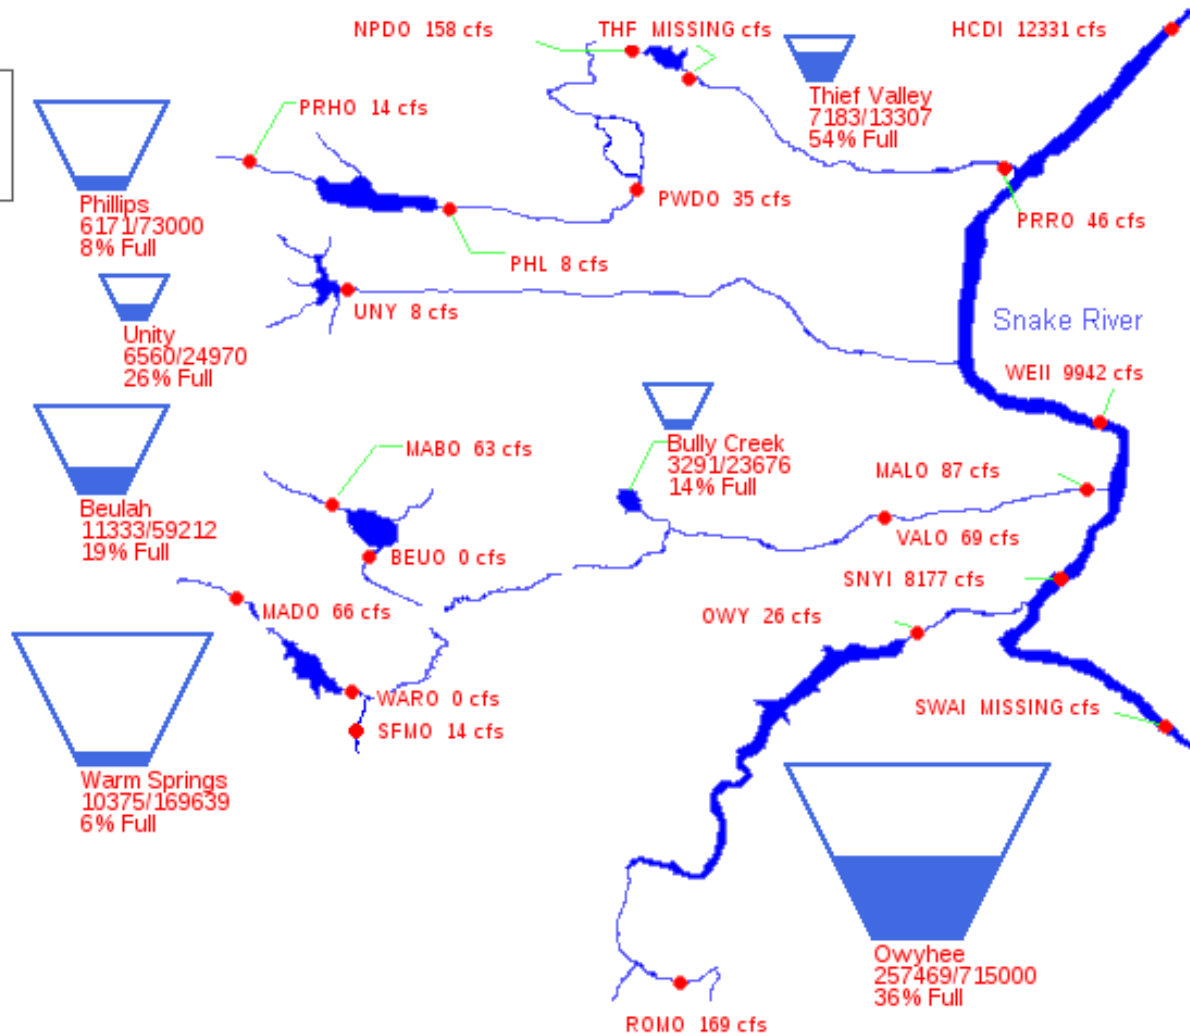 NPDO 158 cfs
THF MISSING cfs
HCDI 12331 cfs
Thief Valley
7183/13307
54% Full
PRHO 14 cfs
Phillips
6171/73000
8% Full
PWDO 35 cfs
PRRO 46 cfs
PHL 8 cfs
UNY 8 cfs
Unity
6560/24970
26% Full
Snake River
WEII 9942 cfs
MABO 63 cfs
Bully Creek
3291/23676
14% Full
MALO 87 cfs
Beulah
11333/59212
19% Full
VALO 69 cfs
BEUO 0 cfs
SNYI 8177 cfs
MADO 66 cfs
OWY 26 cfs
WARO 0 cfs
SWAI MISSING cfs
SFMO 14 cfs
Warm Springs
10375/169639
6% Full
Owyhee
257469/715000
36% Full
ROMO 169 cfs